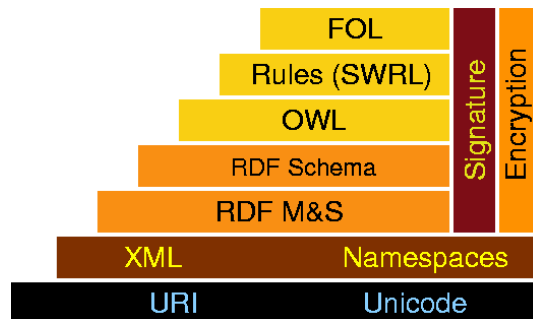 FOL
Rules (SWRL)
OWL
RDF Schema
RDF M&S
Signature
Encryption
XML Namespaces
URI Unicode